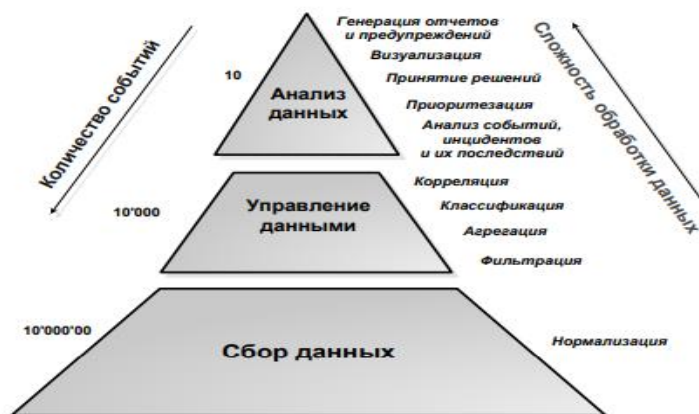 Генерация отчетов
и предупреждений
Визуализация
10
Принятие решений
Анализ
данных
Приоритезация
Анализ событий,
инцидентов
и их последствий
Количество событий
Сложность обработки данных
Корреляция
10'000
Управление
данными
Классификация
Агрегация
Фильтрация
10'000'00
Сбор данных
Нормализация